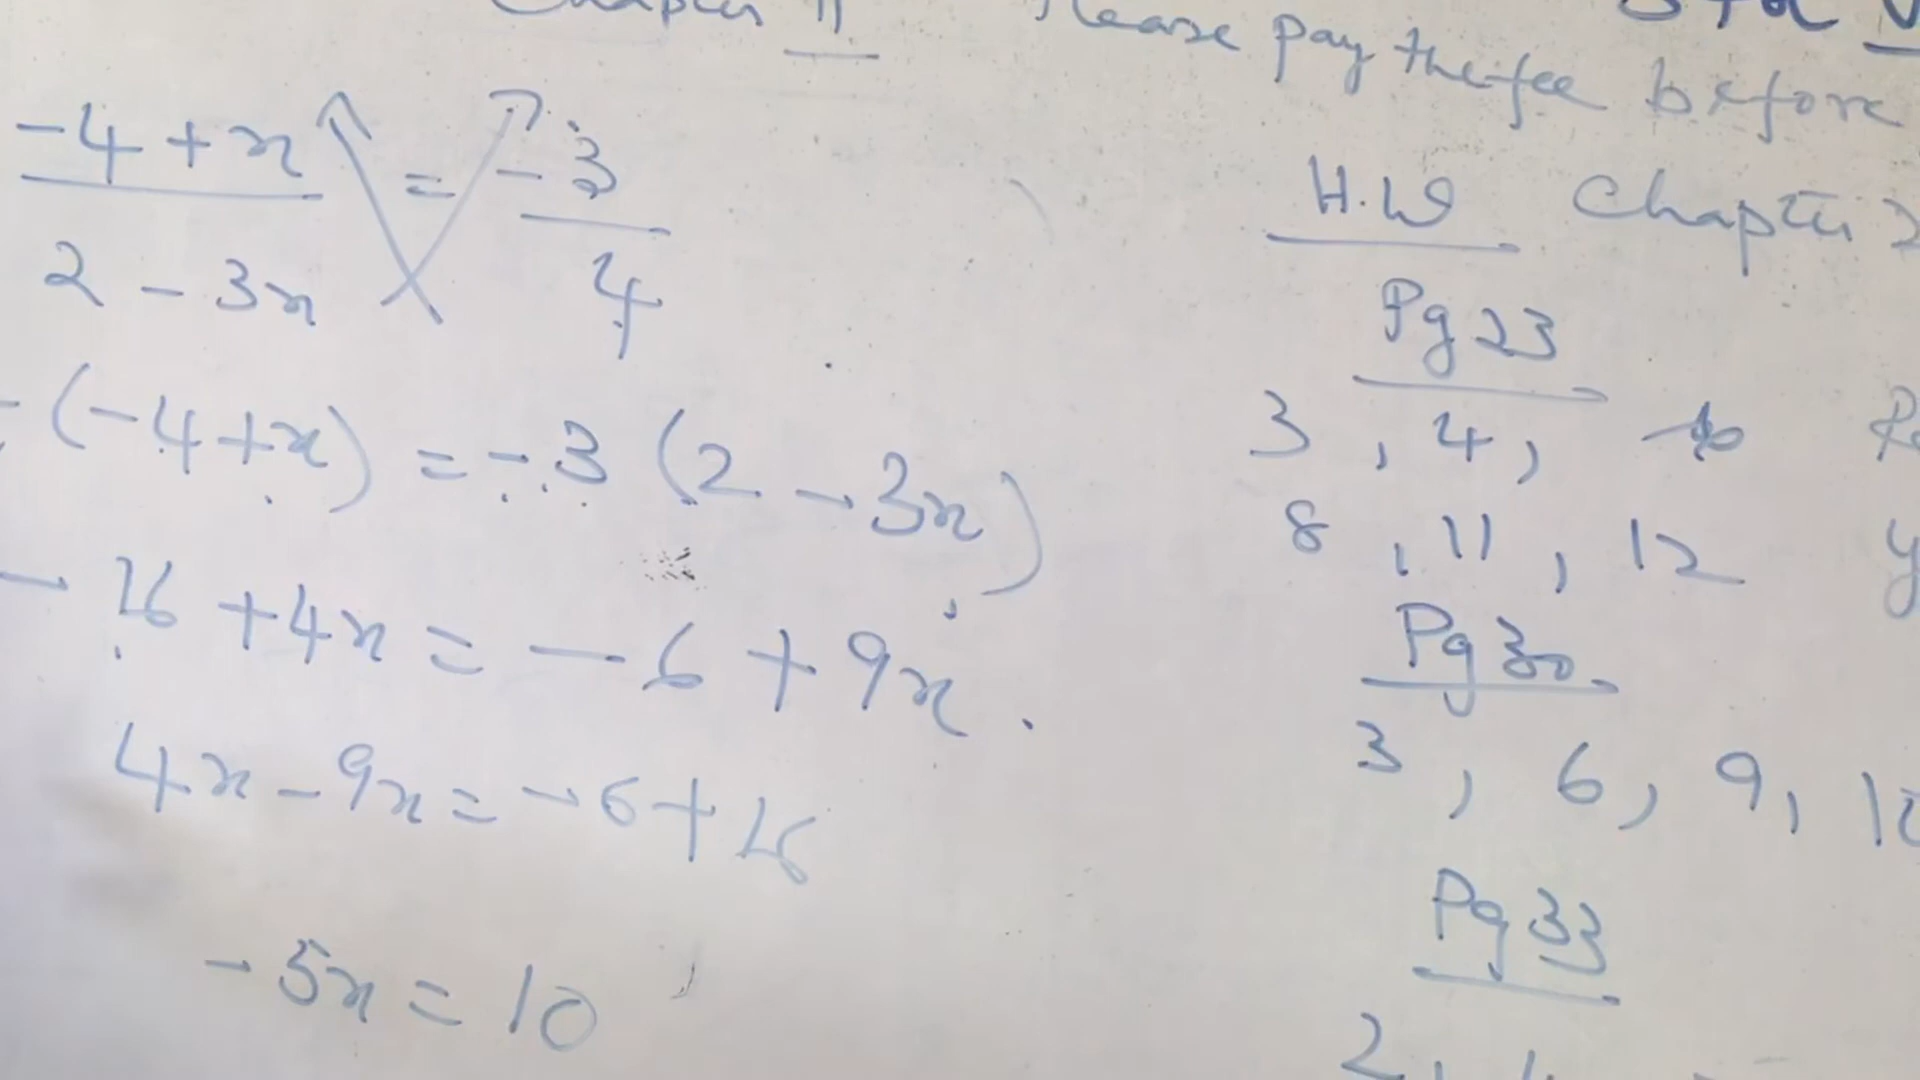 Chapter 11
Please pay the fee before
-4 + x = -3
2 - 3x 4
(-4+x) = -3 (2 - 3x)
- 16 + 4x = - 6 + 9x.
4x - 9x = -6 + 16
- 5x = 10
H.W Chapter 2
Pg 23
3, 4,
8, 11, 12
Pg 30
3, 6, 9,
Pg 33
2,